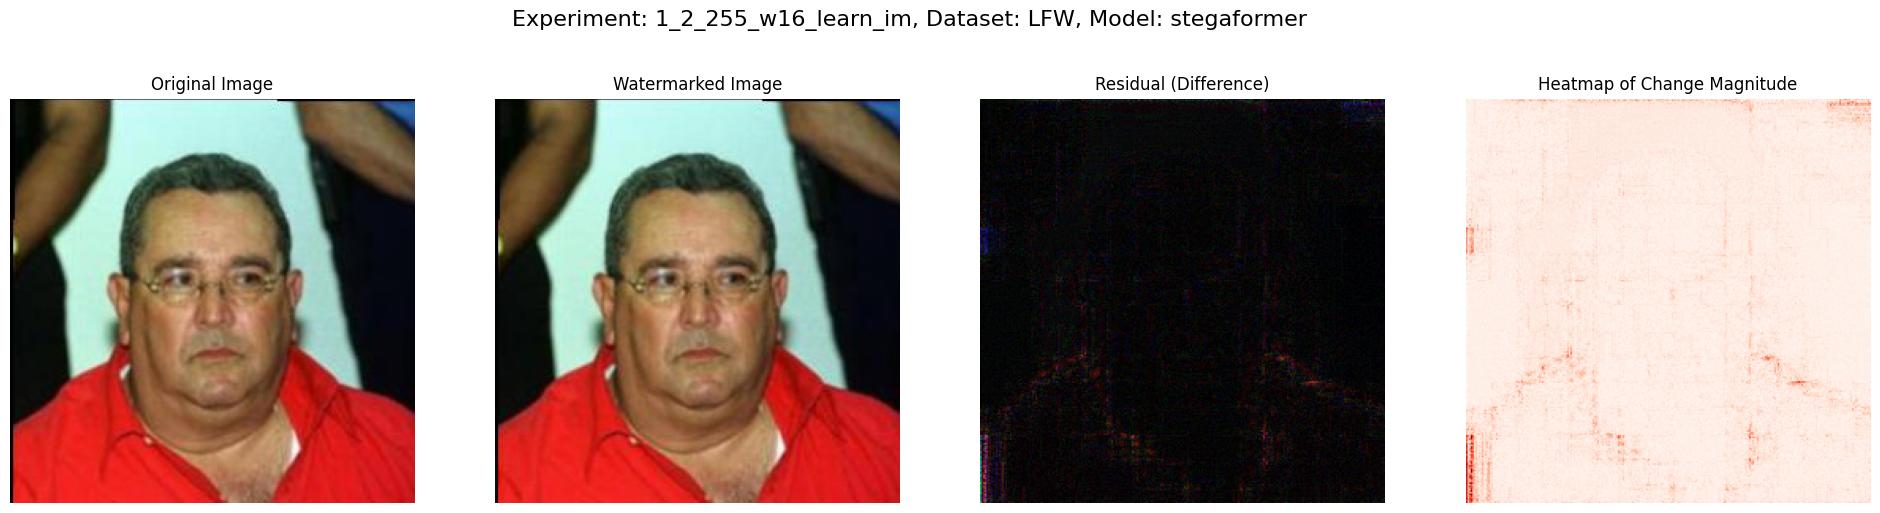 Experiment: 1_2_255_w16_learn_im, Dataset: LFW, Model: stegaformer
Original Image
Watermarked Image
Residual (Difference)
Heatmap of Change Magnitude